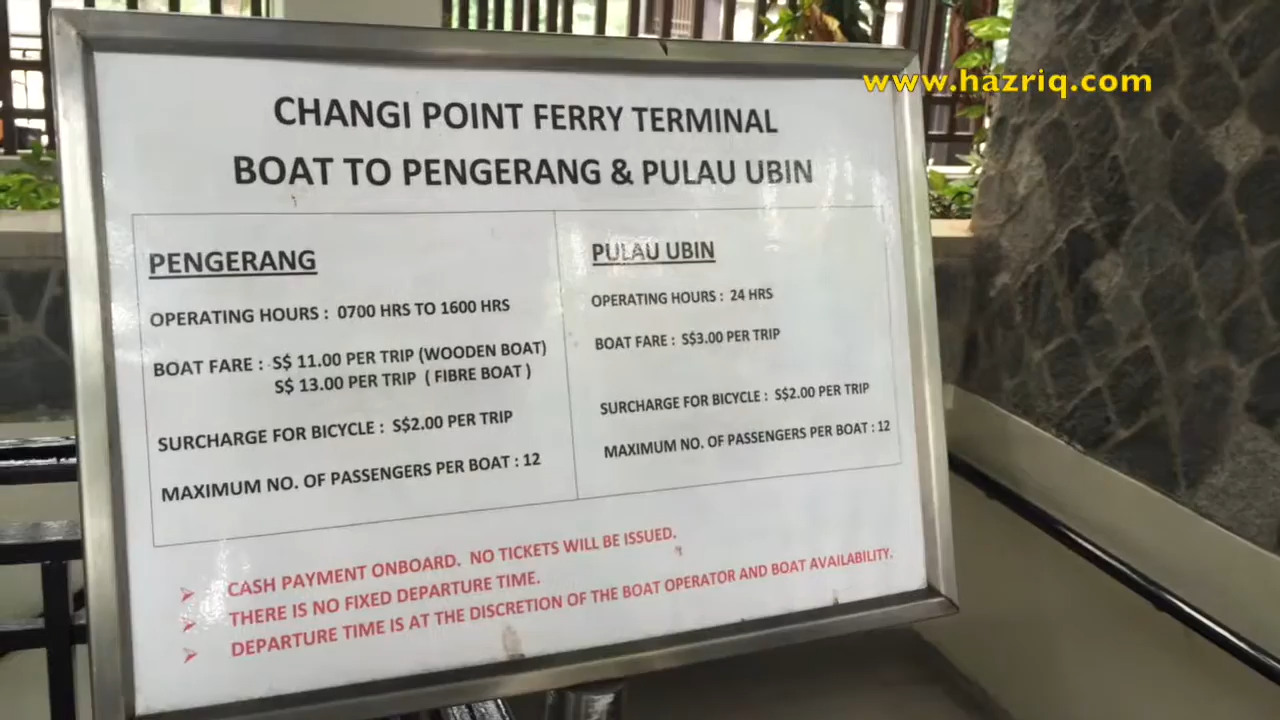 www.hazriq.com
CHANGI POINT FERRY TERMINAL
BOAT TO PENGERANG & PULAU UBIN
PENGERANG
OPERATING HOURS : 0700 HRS TO 1600 HRS
BOAT FARE : S$ 11.00 PER TRIP (WOODEN BOAT)
S$ 13.00 PER TRIP ( FIBRE BOAT )
SURCHARGE FOR BICYCLE : S$2.00 PER TRIP
MAXIMUM NO. OF PASSENGERS PER BOAT : 12
PULAU UBIN
OPERATING HOURS : 24 HRS
BOAT FARE : S$3.00 PER TRIP
SURCHARGE FOR BICYCLE : S$2.00 PER TRIP
MAXIMUM NO. OF PASSENGERS PER BOAT : 12
CASH PAYMENT ONBOARD. NO TICKETS WILL BE ISSUED.
THERE IS NO FIXED DEPARTURE TIME.
DEPARTURE TIME IS AT THE DISCRETION OF THE BOAT OPERATOR AND BOAT AVAILABILITY.